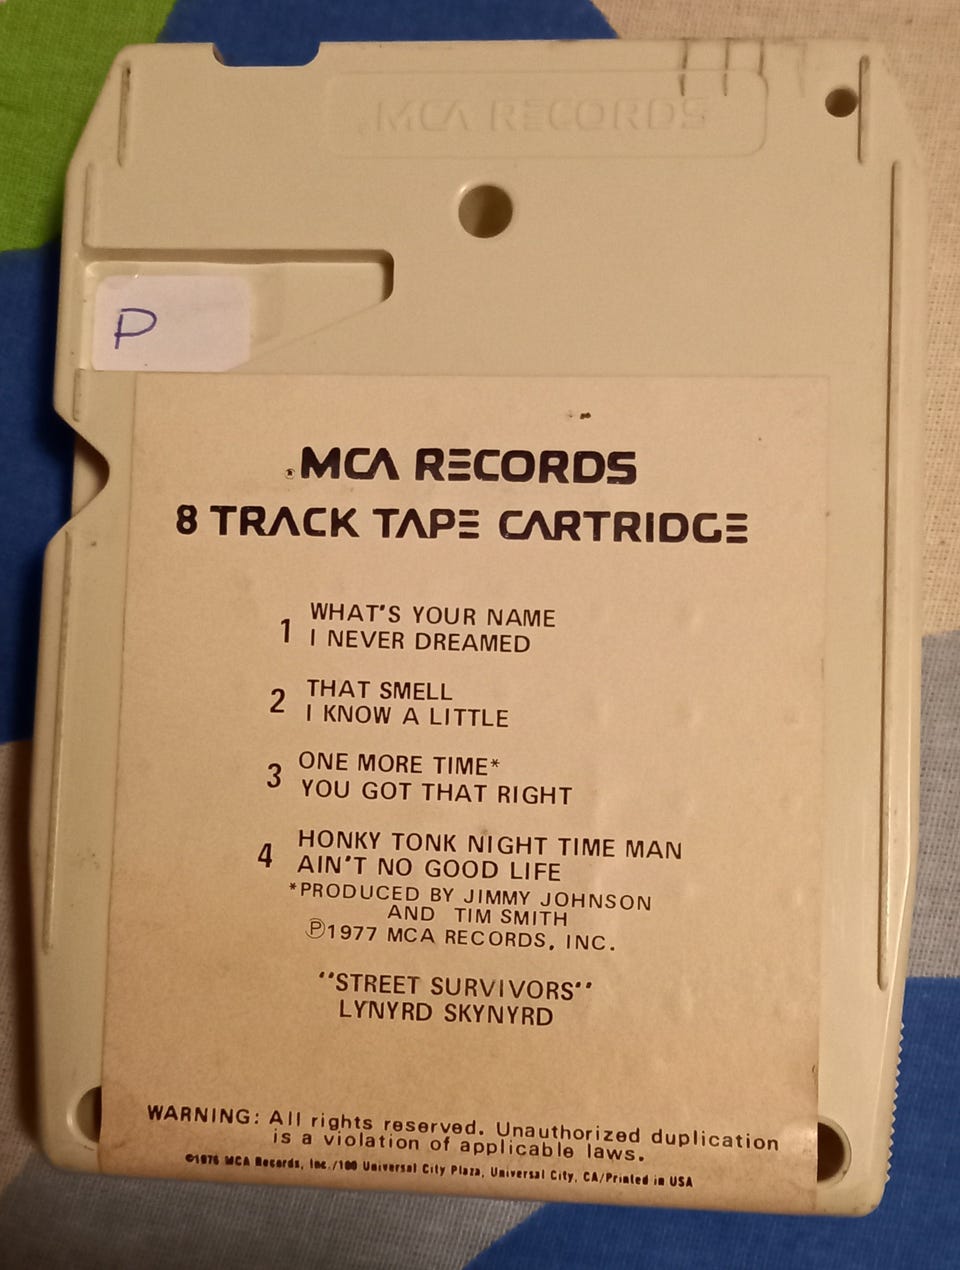 MCA RECORDS
P
®MCA RECORDS
8 TRACK TAPE CARTRIDGE
1 WHAT'S YOUR NAME
I NEVER DREAMED
2 THAT SMELL
I KNOW A LITTLE
3 ONE MORE TIME*
YOU GOT THAT RIGHT
4 HONKY TONK NIGHT TIME MAN
AIN'T NO GOOD LIFE
*PRODUCED BY JIMMY JOHNSON
AND TIM SMITH
℗1977 MCA RECORDS, INC.
"STREET SURVIVORS"
LYNYRD SKYNYRD
WARNING: All rights reserved. Unauthorized duplication
is a violation of applicable laws.
©1976 MCA Records, Inc./100 Universal City Plaza, Universal City, CA/Printed in USA